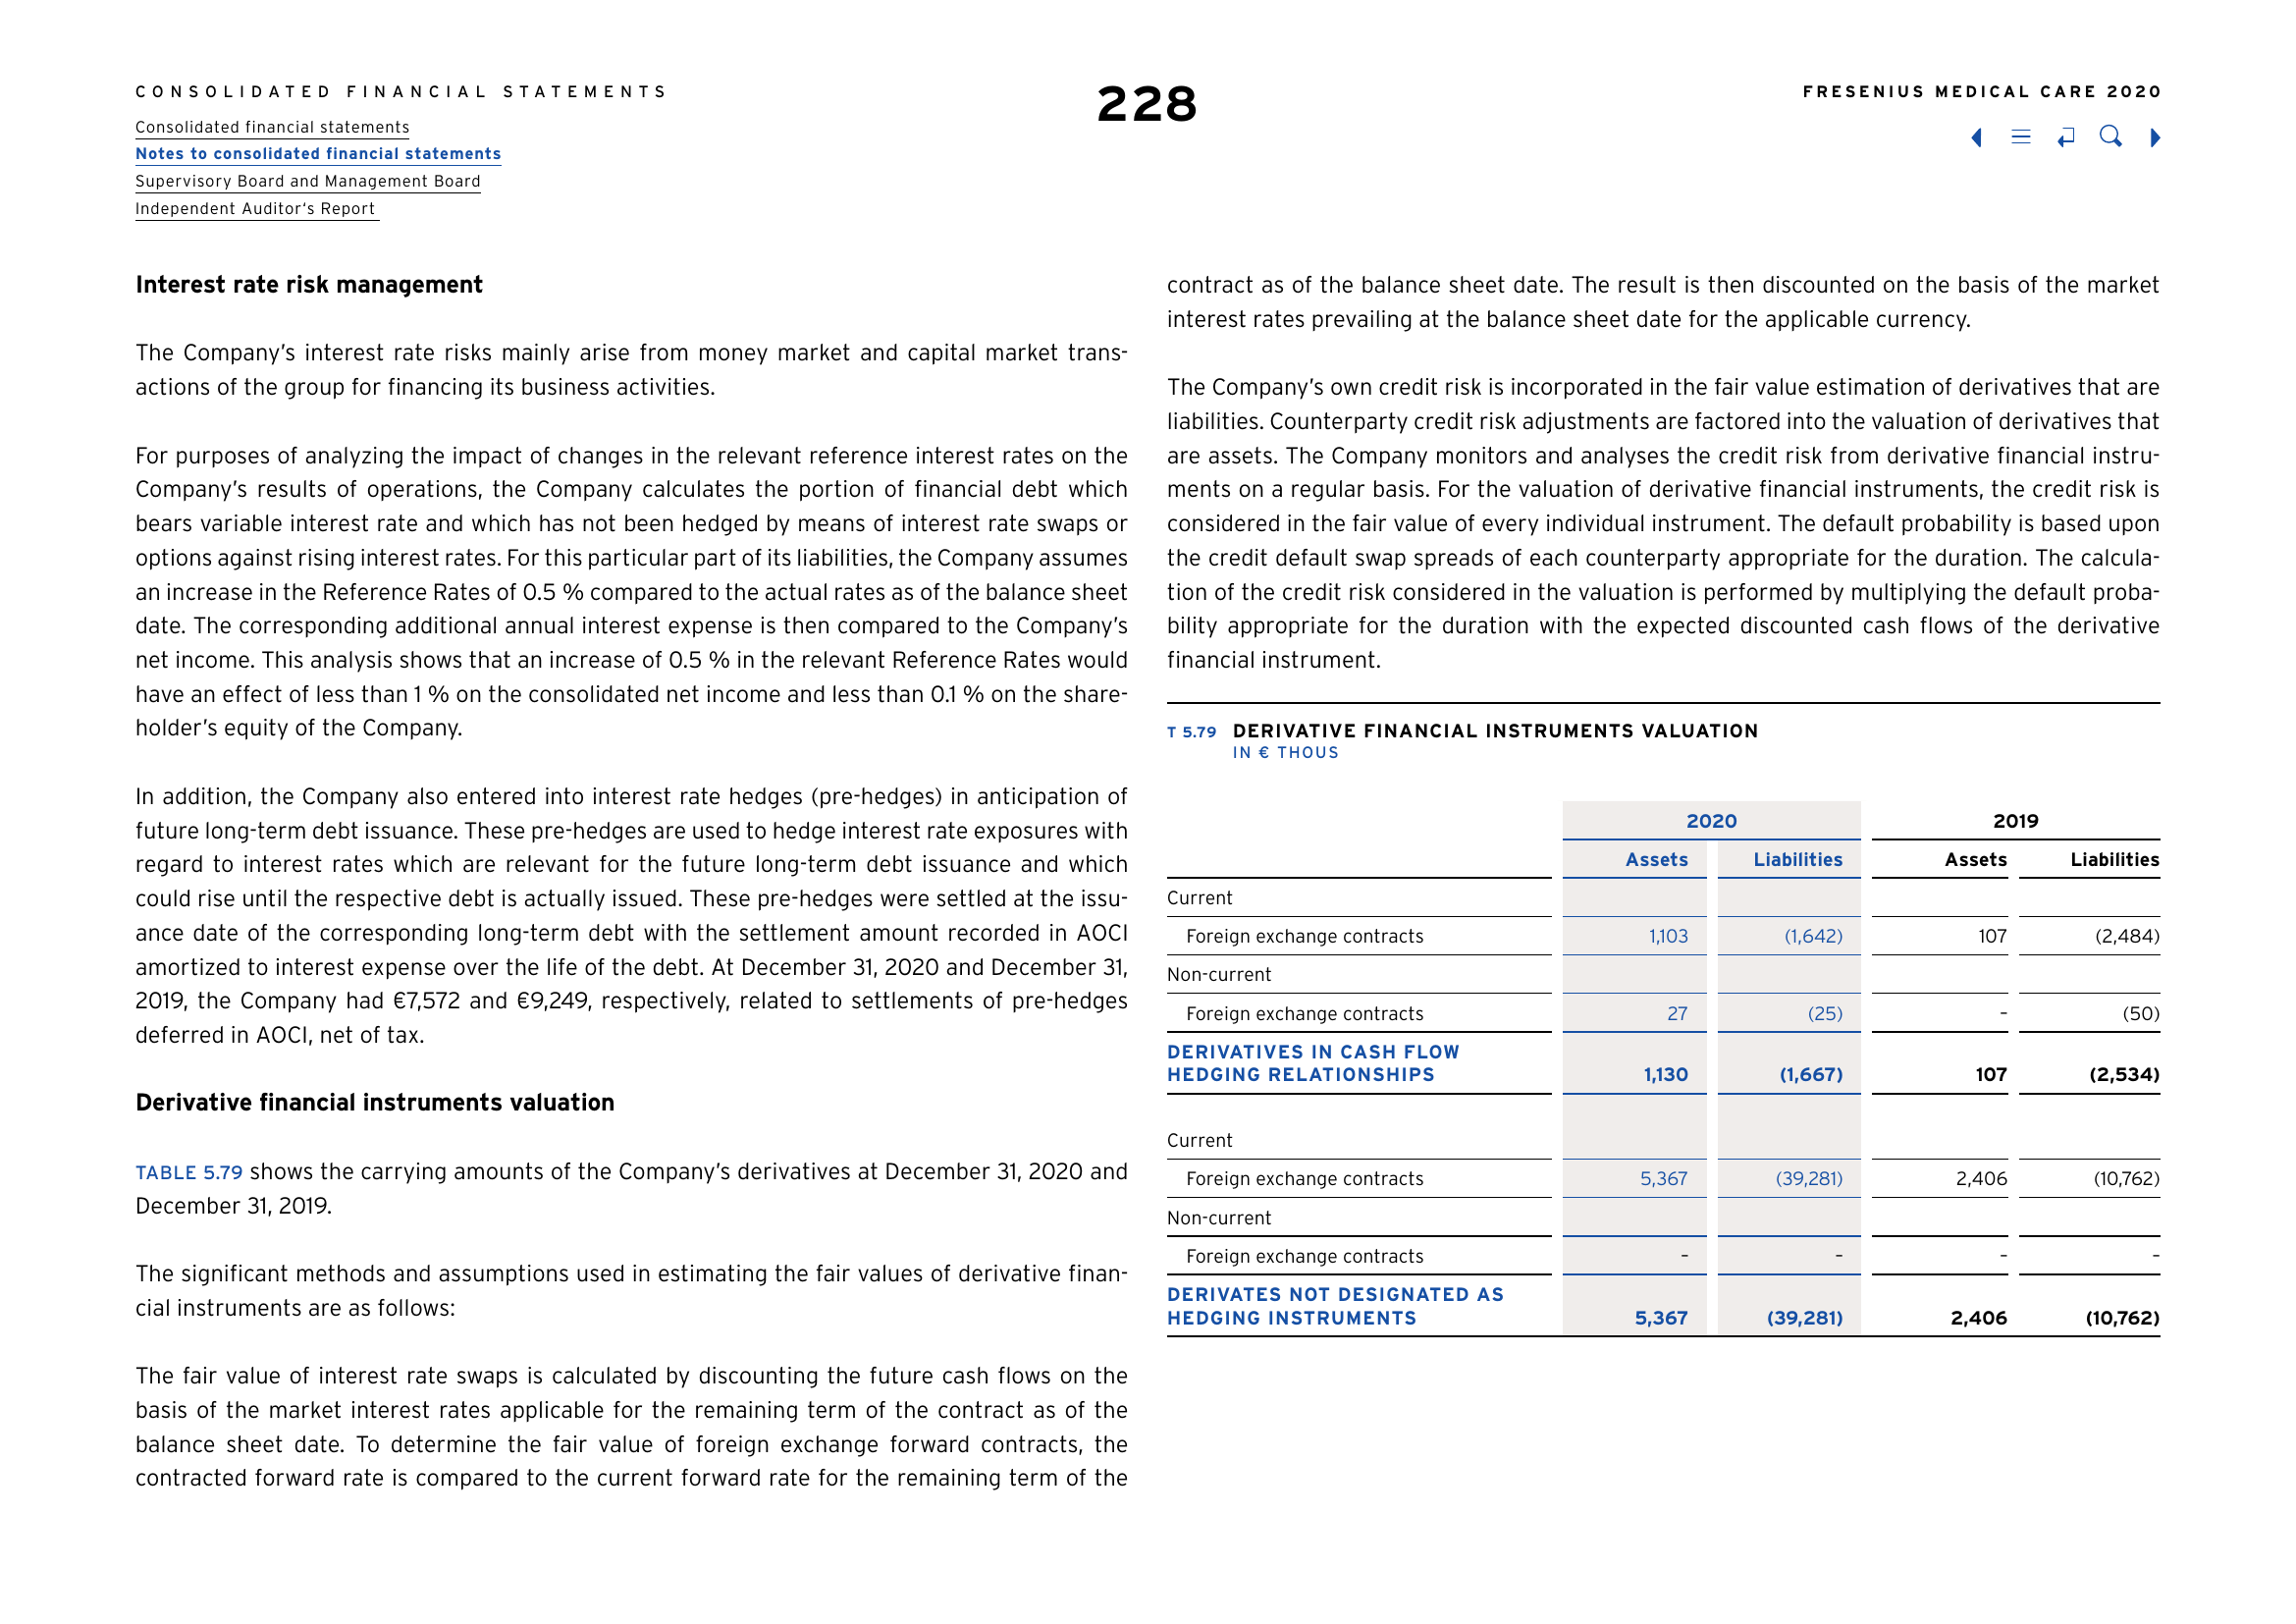 CONSOLIDATED FINANCIAL STATEMENTS
Consolidated financial statements
Notes to consolidated financial statements
Supervisory Board and Management Board
Independent Auditor‘s Report
228
FRESENIUS MEDICAL CARE 2020
Interest rate risk management
The Company’s interest rate risks mainly arise from money market and capital market trans-
actions of the group for financing its business activities.
For purposes of analyzing the impact of changes in the relevant reference interest rates on the
Company’s results of operations, the Company calculates the portion of financial debt which
bears variable interest rate and which has not been hedged by means of interest rate swaps or
options against rising interest rates. For this particular part of its liabilities, the Company assumes
an increase in the Reference Rates of 0.5 % compared to the actual rates as of the balance sheet
date. The corresponding additional annual interest expense is then compared to the Company’s
net income. This analysis shows that an increase of 0.5 % in the relevant Reference Rates would
have an effect of less than 1 % on the consolidated net income and less than 0.1 % on the share-
holder’s equity of the Company.
In addition, the Company also entered into interest rate hedges (pre-hedges) in anticipation of
future long-term debt issuance. These pre-hedges are used to hedge interest rate exposures with
regard to interest rates which are relevant for the future long-term debt issuance and which
could rise until the respective debt is actually issued. These pre-hedges were settled at the issu-
ance date of the corresponding long-term debt with the settlement amount recorded in AOCI
amortized to interest expense over the life of the debt. At December 31, 2020 and December 31,
2019, the Company had €7,572 and €9,249, respectively, related to settlements of pre-hedges
deferred in AOCI, net of tax.
Derivative financial instruments valuation
TABLE 5.79 shows the carrying amounts of the Company’s derivatives at December 31, 2020 and
December 31, 2019.
The significant methods and assumptions used in estimating the fair values of derivative finan-
cial instruments are as follows:
The fair value of interest rate swaps is calculated by discounting the future cash flows on the
basis of the market interest rates applicable for the remaining term of the contract as of the
balance sheet date. To determine the fair value of foreign exchange forward contracts, the
contracted forward rate is compared to the current forward rate for the remaining term of the
contract as of the balance sheet date. The result is then discounted on the basis of the market
interest rates prevailing at the balance sheet date for the applicable currency.
The Company’s own credit risk is incorporated in the fair value estimation of derivatives that are
liabilities. Counterparty credit risk adjustments are factored into the valuation of derivatives that
are assets. The Company monitors and analyses the credit risk from derivative financial instru-
ments on a regular basis. For the valuation of derivative financial instruments, the credit risk is
considered in the fair value of every individual instrument. The default probability is based upon
the credit default swap spreads of each counterparty appropriate for the duration. The calcula-
tion of the credit risk considered in the valuation is performed by multiplying the default proba-
bility appropriate for the duration with the expected discounted cash flows of the derivative
financial instrument.
T 5.79 DERIVATIVE FINANCIAL INSTRUMENTS VALUATION
IN € THOUS
2020 2019
Assets Liabilities Assets Liabilities
Current
Foreign exchange contracts 1,103 (1,642) 107 (2,484)
Non-current
Foreign exchange contracts 27 (25) – (50)
DERIVATIVES IN CASH FLOW
HEDGING RELATIONSHIPS 1,130 (1,667) 107 (2,534)
Current
Foreign exchange contracts 5,367 (39,281) 2,406 (10,762)
Non-current
Foreign exchange contracts – – – –
DERIVATES NOT DESIGNATED AS
HEDGING INSTRUMENTS 5,367 (39,281) 2,406 (10,762)